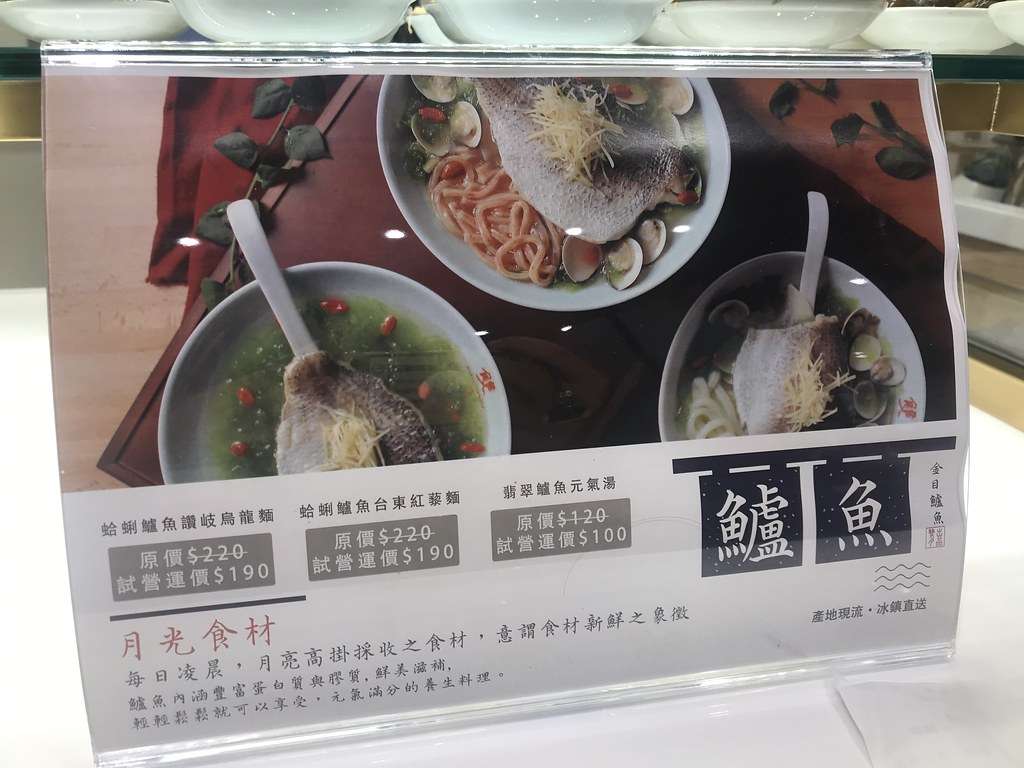 蛤蜊鱸魚讚岐烏龍麵
原價$220
試營運價$190
蛤蜊鱸魚台東紅藜麵
原價$220
試營運價$190
翡翠鱸魚元氣湯
原價$120
試營運價$100
鱸魚
金目鱸魚
產地現流・冰鎮直送
月光食材
每日凌晨，月亮高掛採收之食材，意謂食材新鮮之象徵
鱸魚內涵豐富蛋白質與膠質,鮮美滋補,
輕輕鬆鬆就可以享受，元氣滿分的養生料理。